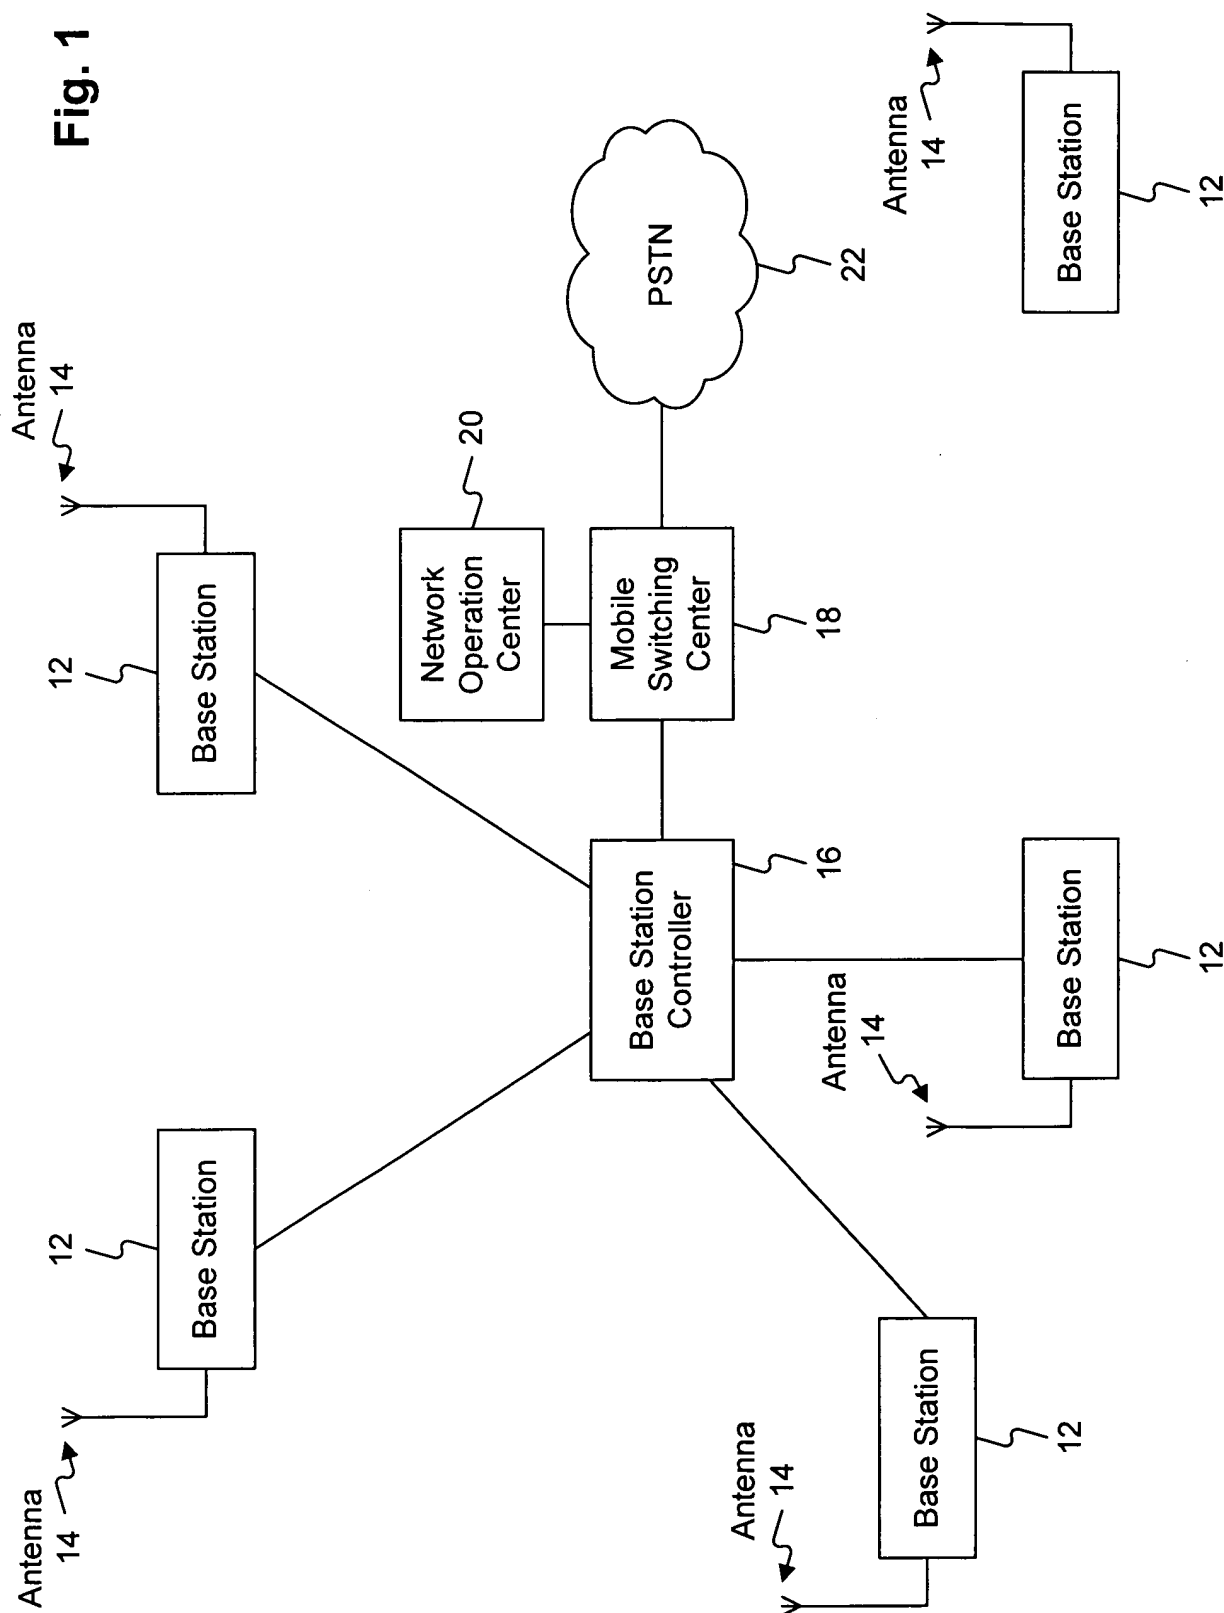 Fig. 1
Antenna
14
12
Base Station
Antenna
14
12
Base Station
Network
Operation
Center
20
Base Station
Controller
16
Mobile
Switching
Center
18
PSTN
22
Antenna
14
Base Station
12
Antenna
14
Base Station
12
Antenna
14
Base Station
12